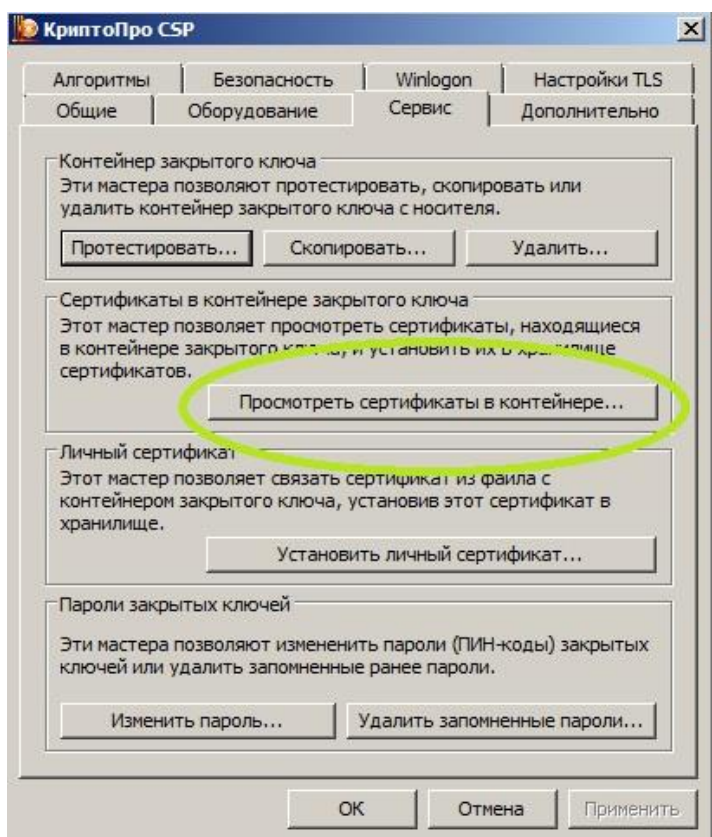 КриптоПро CSP
Алгоритмы Безопасность Winlogon Настройки TLS
Общие Оборудование Сервис Дополнительно
Контейнер закрытого ключа
Эти мастера позволяют протестировать, скопировать или
удалить контейнер закрытого ключа с носителя.
Протестировать... Скопировать... Удалить...
Сертификаты в контейнере закрытого ключа
Этот мастер позволяет просмотреть сертификаты, находящиеся
в контейнере закрытого ключа, и установить их в хранилище
сертификатов.
Просмотреть сертификаты в контейнере...
Личный сертификат
Этот мастер позволяет связать сертификат из файла с
контейнером закрытого ключа, установив этот сертификат в
хранилище.
Установить личный сертификат...
Пароли закрытых ключей
Эти мастера позволяют измененить пароли (ПИН-коды) закрытых
ключей или удалить запомненные ранее пароли.
Изменить пароль... Удалить запомненные пароли...
ОК Отмена Применить